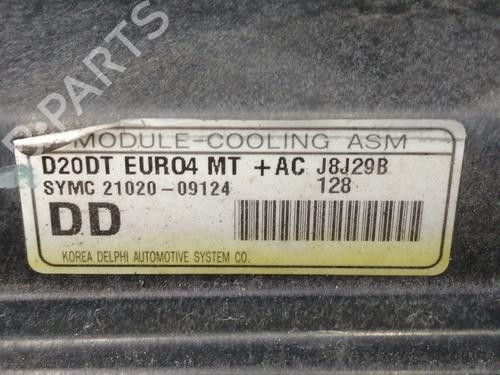 B-PARTS
MODULE-COOLING ASM
D20DT EURO4 MT +AC J8J29B
SYMC 21020-09124 128
DD
KOREA DELPHI AUTOMOTIVE SYSTEM CO.